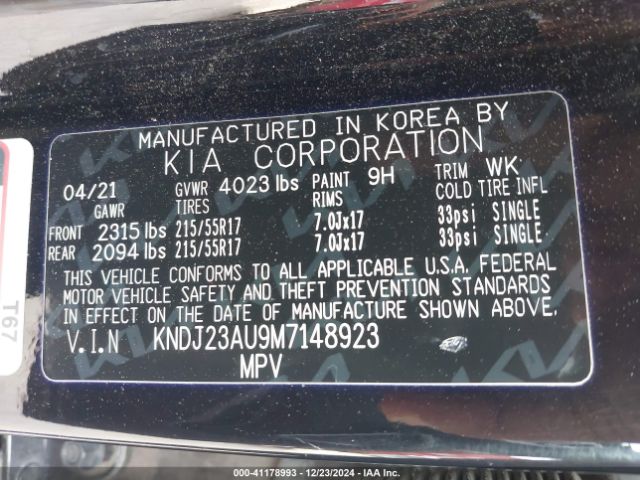 MANUFACTURED IN KOREA BY
KIA CORPORATION
04/21 GVWR 4023 lbs PAINT 9H TRIM WK
GAWR TIRES RIMS COLD TIRE INFL
FRONT 2315 lbs 215/55R17 7.0Jx17 33psi SINGLE
REAR 2094 lbs 215/55R17 7.0Jx17 33psi SINGLE
THIS VEHICLE CONFORMS TO ALL APPLICABLE U.S.A. FEDERAL
MOTOR VEHICLE SAFETY AND THEFT PREVENTION STANDARDS
IN EFFECT ON THE DATE OF MANUFACTURE SHOWN ABOVE.
V.I.N KNDJ23AU9M7148923
MPV
T67
000-41178993 - 12/23/2024 - IAA Inc.